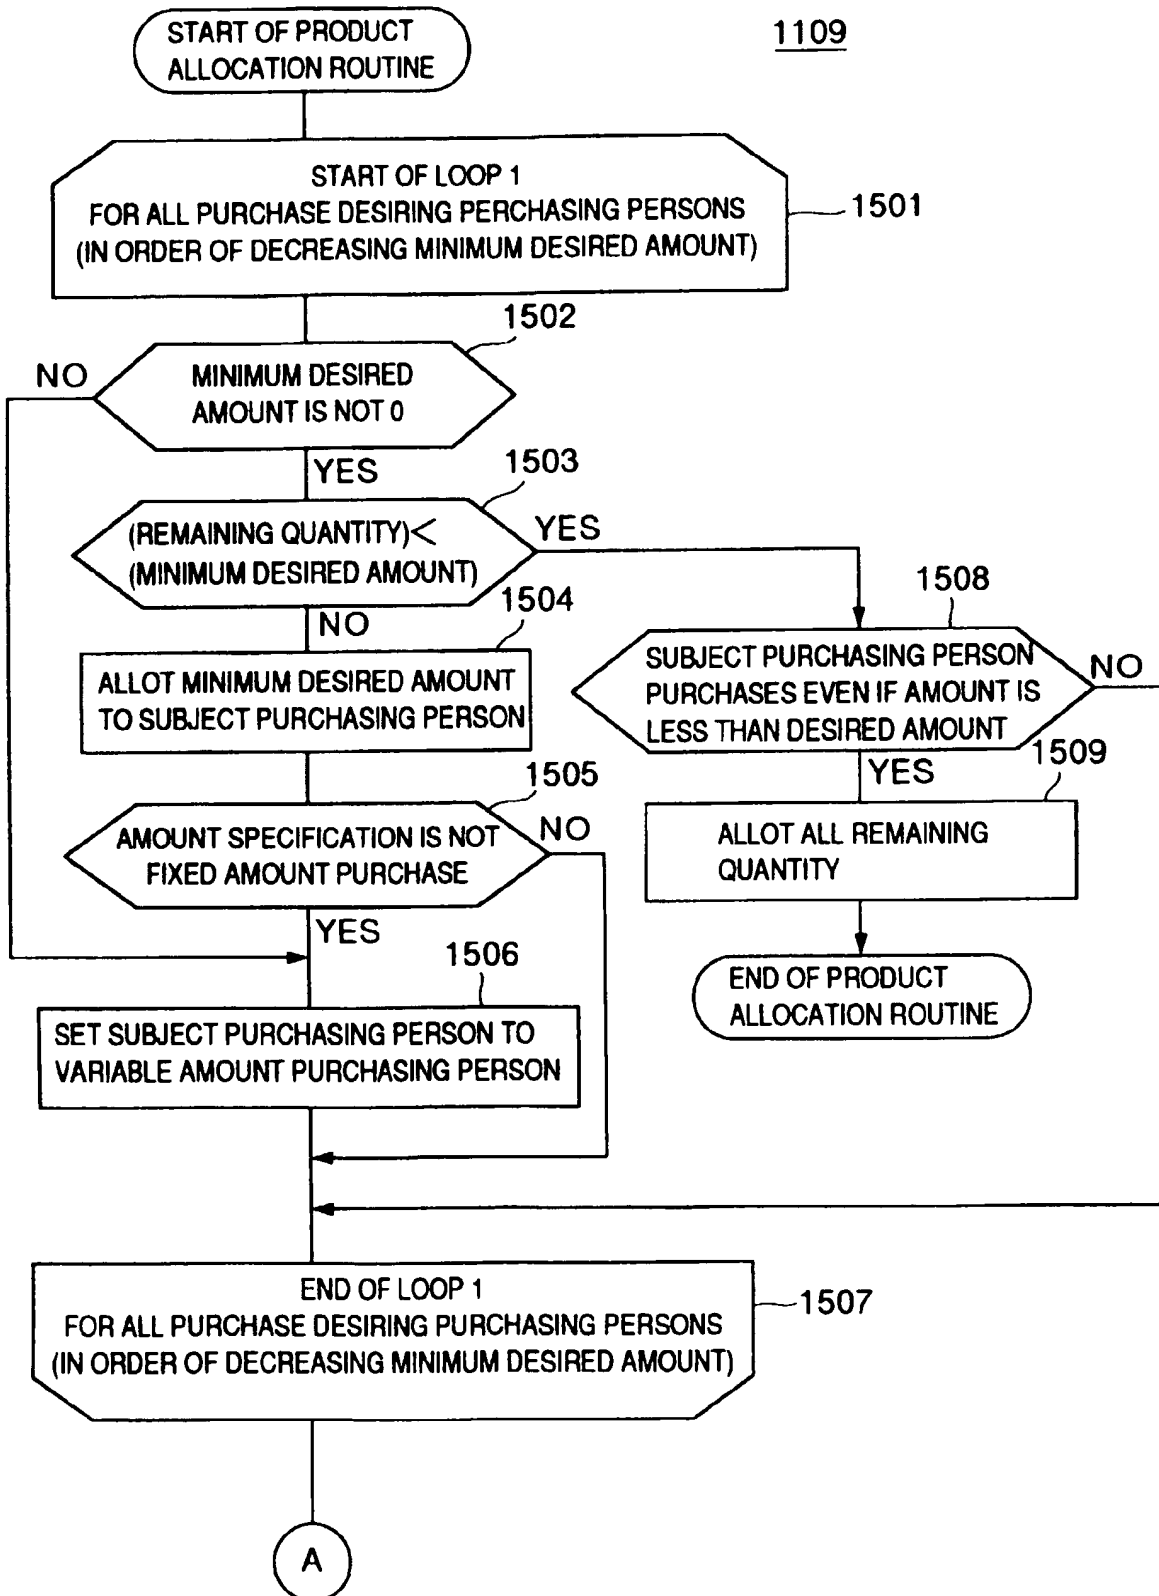 START OF PRODUCT
ALLOCATION ROUTINE
1109
START OF LOOP 1
FOR ALL PURCHASE DESIRING PERCHASING PERSONS
(IN ORDER OF DECREASING MINIMUM DESIRED AMOUNT)
1501
1502
NO
MINIMUM DESIRED
AMOUNT IS NOT 0
YES
1503
(REMAINING QUANTITY)<
(MINIMUM DESIRED AMOUNT)
YES
NO
1504
ALLOT MINIMUM DESIRED AMOUNT
TO SUBJECT PURCHASING PERSON
1505
AMOUNT SPECIFICATION IS NOT
FIXED AMOUNT PURCHASE
NO
YES
1506
SET SUBJECT PURCHASING PERSON TO
VARIABLE AMOUNT PURCHASING PERSON
1508
SUBJECT PURCHASING PERSON
PURCHASES EVEN IF AMOUNT IS
LESS THAN DESIRED AMOUNT
NO
YES
1509
ALLOT ALL REMAINING
QUANTITY
END OF PRODUCT
ALLOCATION ROUTINE
END OF LOOP 1
FOR ALL PURCHASE DESIRING PURCHASING PERSONS
(IN ORDER OF DECREASING MINIMUM DESIRED AMOUNT)
1507
A